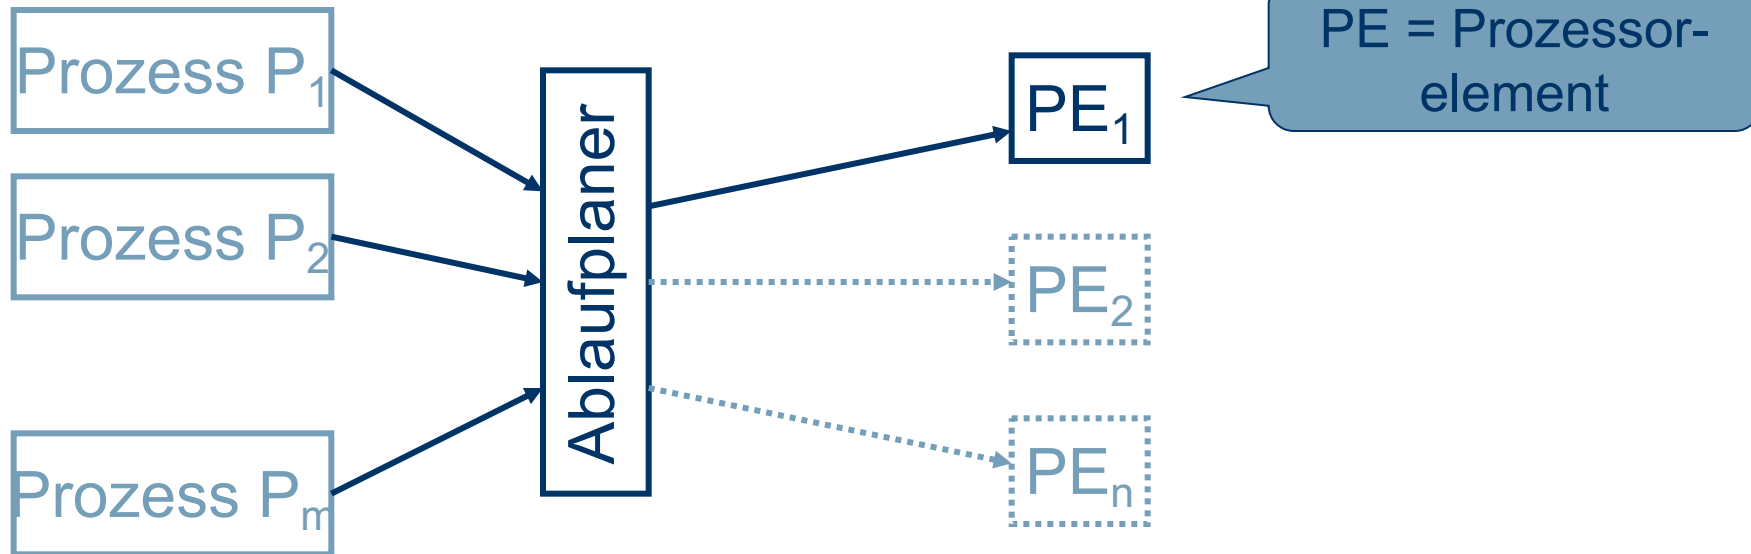 Prozess P₁
Prozess P₂
Prozess Pₘ
Ablaufplaner
PE₁
PE₂
PEₙ
PE = Prozessor-
element